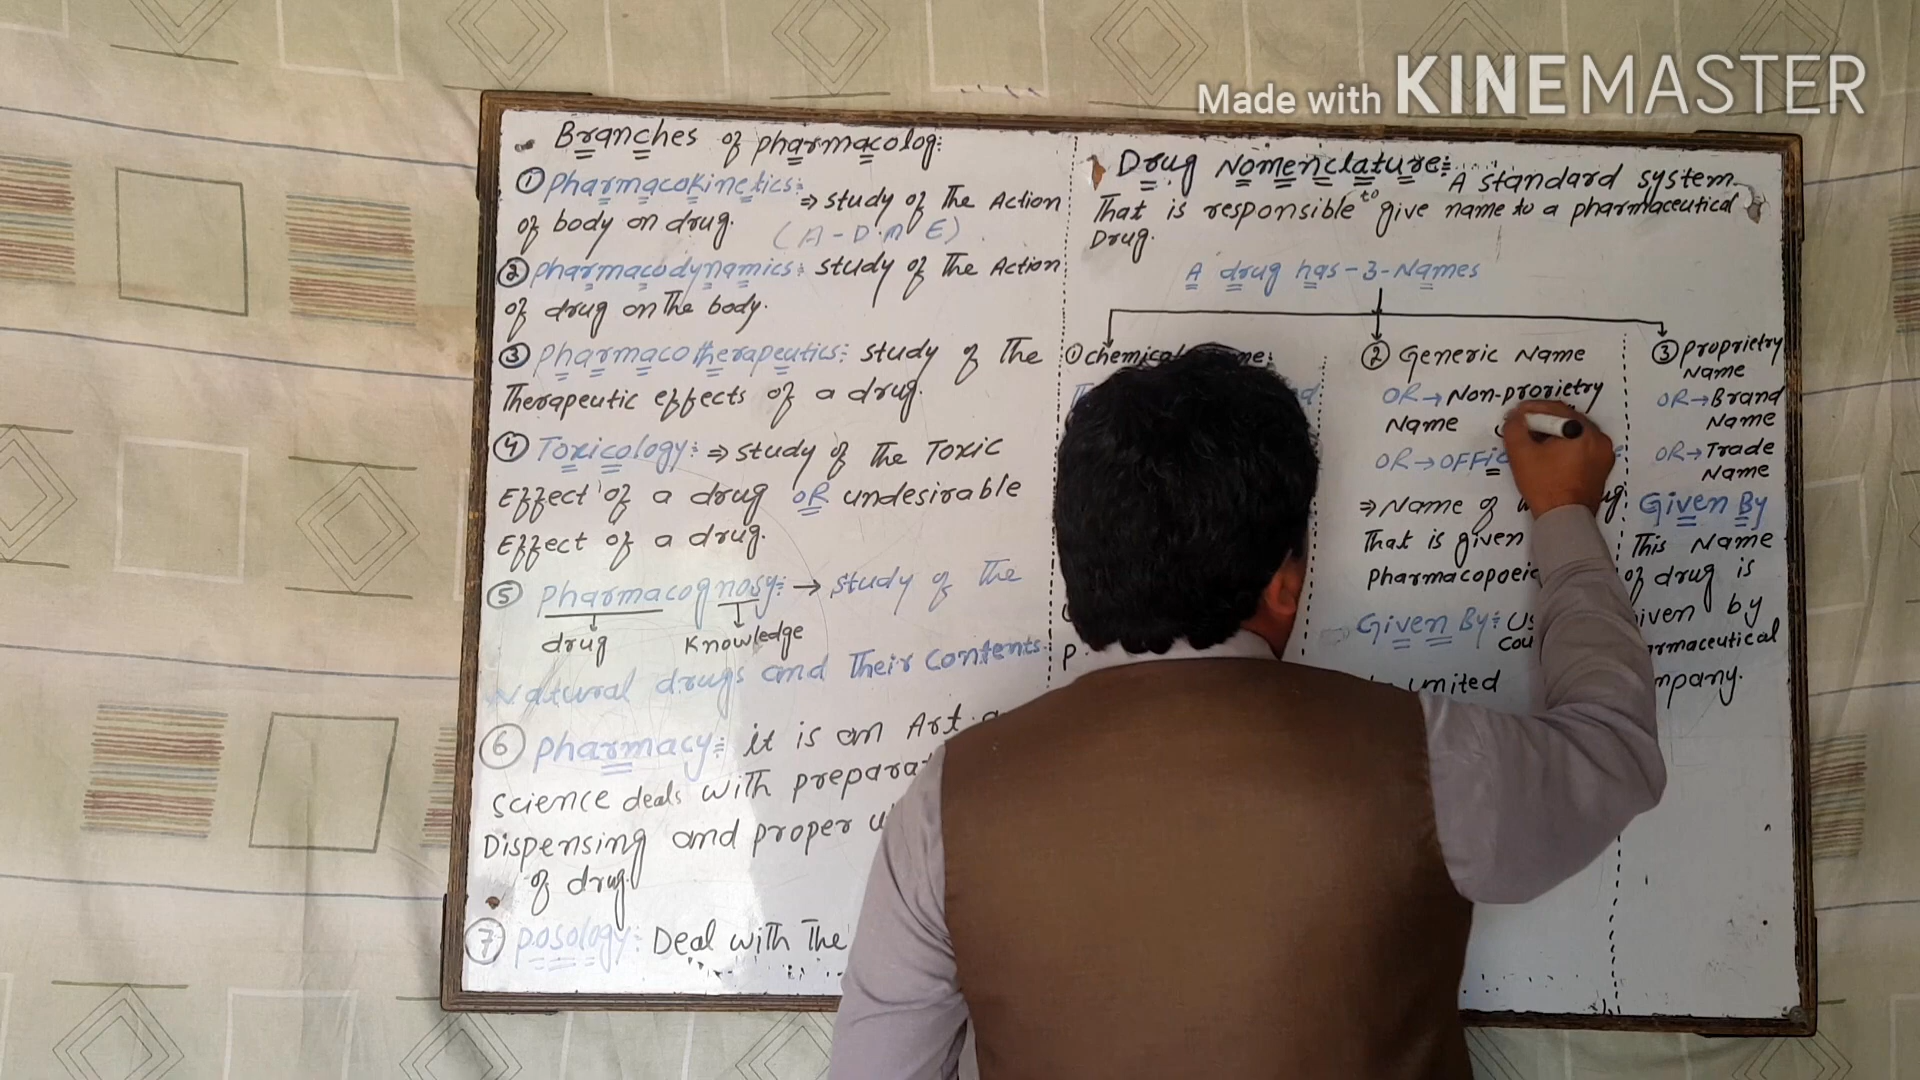 Made with KINEMASTER
Branches of pharmacolog:
① Pharmacokinetics: ⇒ study of The Action
of body on drug. (A-D.M E)
② Pharmacodynamics: study of The Action
of drug on The body.
③ Pharmacotherapeutics: study of The
Therapeutic effects of a drug.
④ Toxicology: ⇒ study of The Toxic
Effect of a drug OR undesirable
Effect of a drug.
⑤ pharmacognosy: → study of The
drug Knowledge
Natural drugs and Their Contents.
⑥ pharmacy: it is an Art
science deals with
Dispensing and proper
of drug.
⑦ posology: Deal with The
Drug Nomenclature: A standard system
That is responsible to give name to a pharmaceutical
Drug.
A drug has-3-Names
① chemical
② Generic Name
OR → Non-proprietry
Name
OR →
⇒ Name of
That is given
Given By:
United
③ Proprietry
Name
OR → Brand
Name
OR → Trade
Name
Given By
This Name
of drug is
by